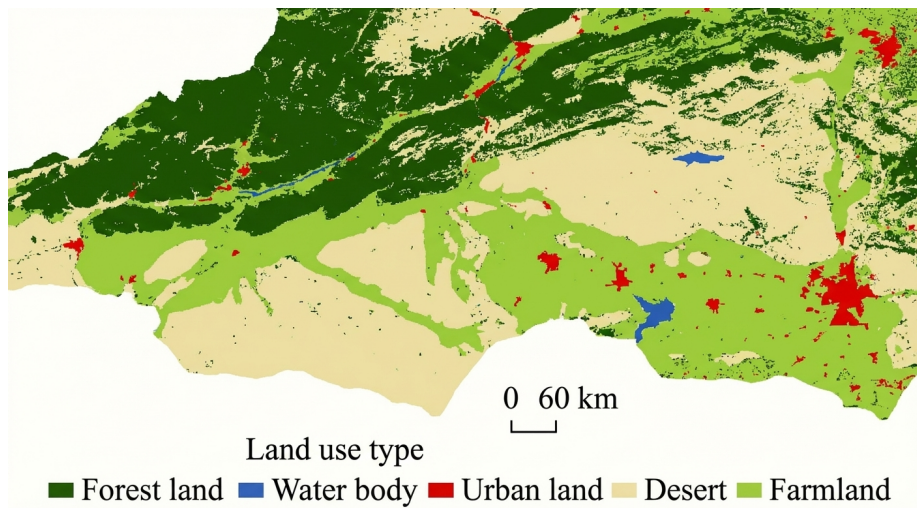 0 60 km
Land use type
Forest land Water body Urban land Desert Farmland